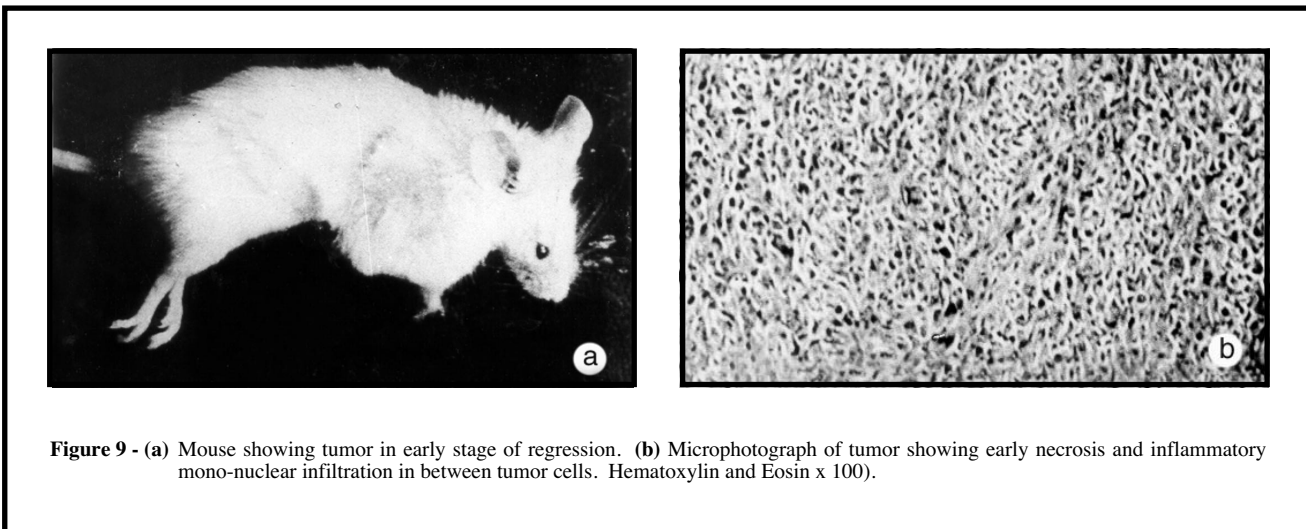 a
b
Figure 9 - (a) Mouse showing tumor in early stage of regression. (b) Microphotograph of tumor showing early necrosis and inflammatory
mono-nuclear infiltration in between tumor cells. Hematoxylin and Eosin x 100).